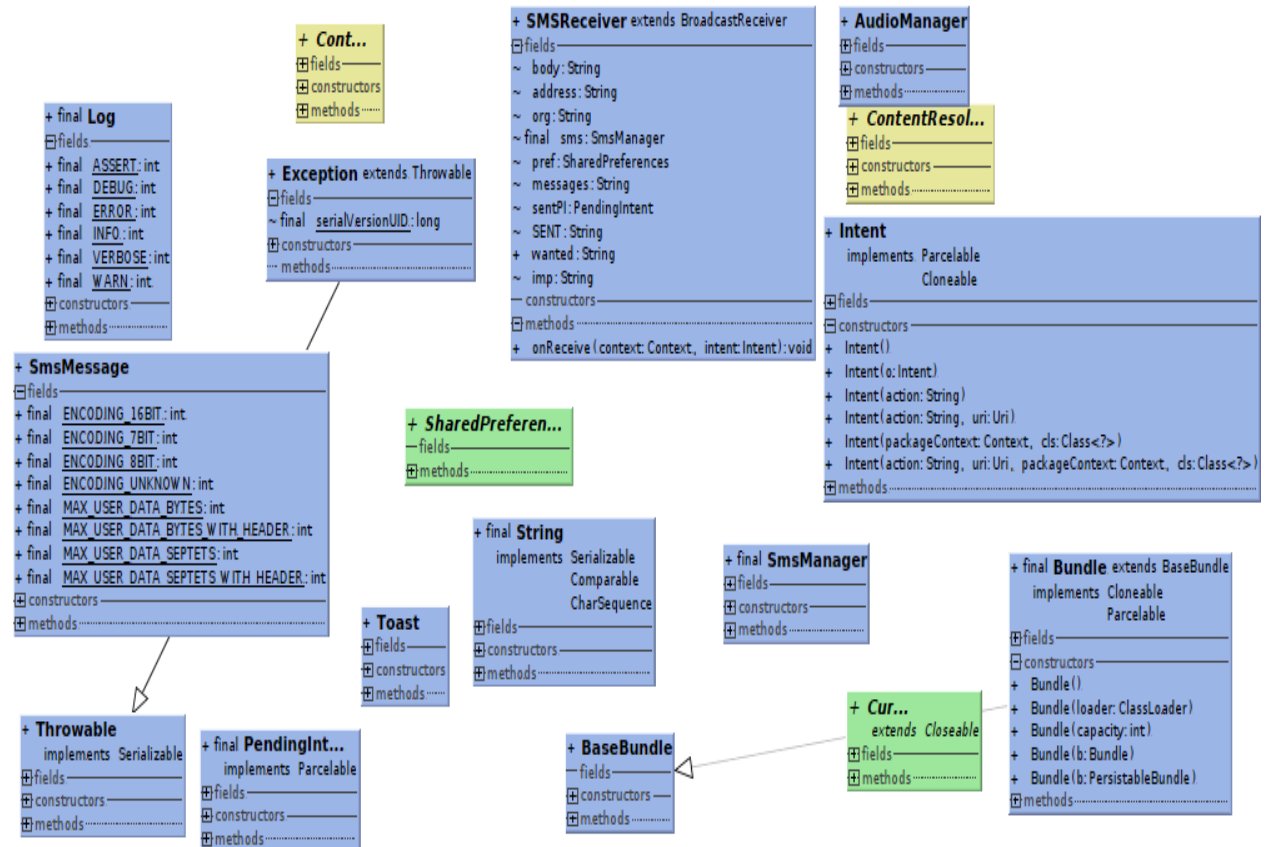 + Cont...
fields
constructors
methods
+ final Log
fields
+ final ASSERT: int
+ final DEBUG: int
+ final ERROR: int
+ final INFO: int
+ final VERBOSE: int
+ final WARN: int
constructors
methods
+ Exception extends Throwable
fields
~ final serialVersionUID: long
constructors
methods
+ SMSReceiver extends BroadcastReceiver
fields
~ body: String
~ address: String
~ org: String
~ final sms: SmsManager
~ pref: SharedPreferences
~ messages: String
~ sentPI: PendingIntent
~ SENT: String
+ wanted: String
~ imp: String
constructors
methods
+ onReceive(context: Context, intent: Intent): void
+ AudioManager
fields
constructors
methods
+ ContentResol...
fields
constructors
methods
+ Intent
implements Parcelable
Cloneable
fields
constructors
+ Intent()
+ Intent(o: Intent)
+ Intent(action: String)
+ Intent(action: String, uri: Uri)
+ Intent(packageContext: Context, cls: Class<?>)
+ Intent(action: String, uri: Uri, packageContext: Context, cls: Class<?>)
methods
+ SmsMessage
fields
+ final ENCODING_16BIT: int
+ final ENCODING_7BIT: int
+ final ENCODING_8BIT: int
+ final ENCODING_UNKNOWN: int
+ final MAX_USER_DATA_BYTES: int
+ final MAX_USER_DATA_BYTES_WITH_HEADER: int
+ final MAX_USER_DATA_SEPTETS: int
+ final MAX_USER_DATA_SEPTETS_WITH_HEADER: int
constructors
methods
+ SharedPreferen...
fields
methods
+ final String
implements Serializable
Comparable
CharSequence
fields
constructors
methods
+ final SmsManager
fields
constructors
methods
+ final Bundle extends BaseBundle
implements Cloneable
Parcelable
fields
constructors
+ Bundle()
+ Bundle(loader: ClassLoader)
+ Bundle(capacity: int)
+ Bundle(b: Bundle)
+ Bundle(b: PersistableBundle)
methods
+ Toast
fields
constructors
methods
+ Cur...
extends Closeable
fields
methods
+ Throwable
implements Serializable
fields
constructors
methods
+ final PendingInt...
implements Parcelable
fields
constructors
methods
+ BaseBundle
fields
constructors
methods